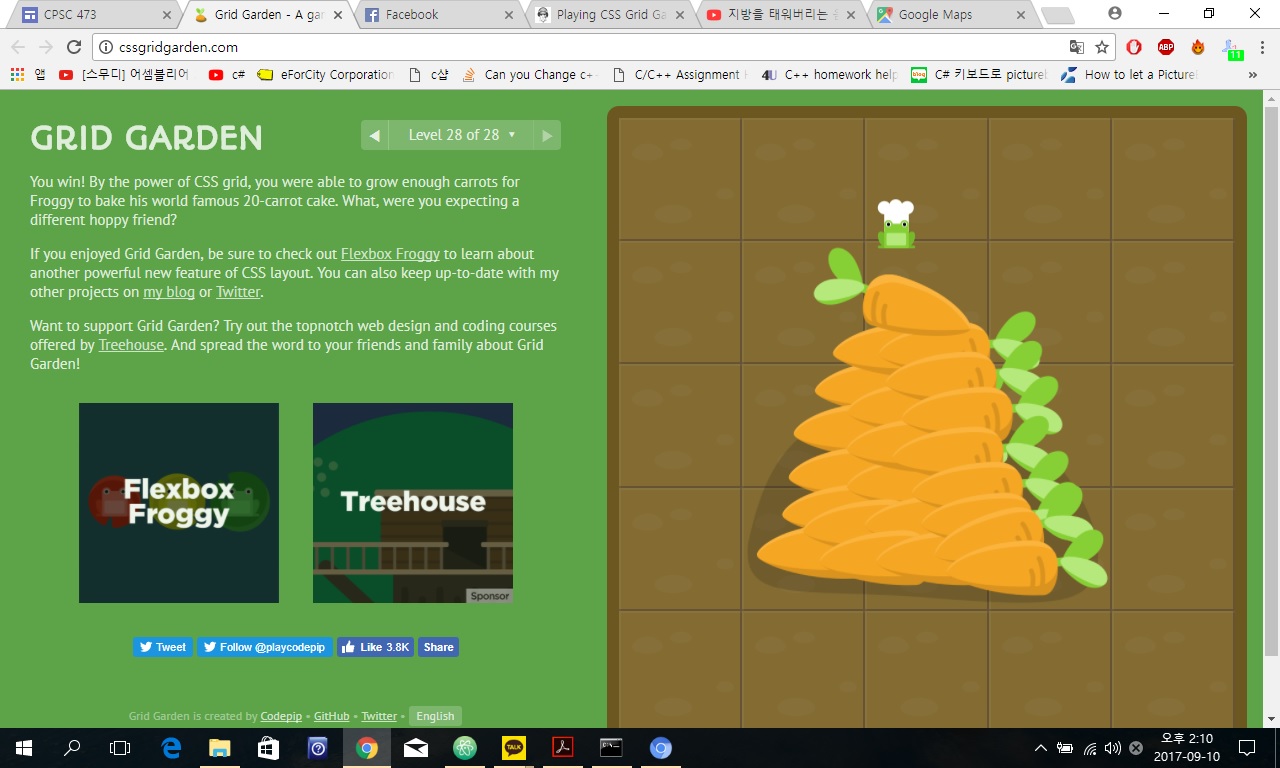 CPSC 473
Grid Garden - A gar
Facebook
Playing CSS Grid Ga
지방을 태워버리는
Google Maps
cssgridgarden.com
ABP
11
앱
[스무디] 어셈블리어
c#
eForCity Corporation
c샵
Can you Change c+
C/C++ Assignment
4U
C++ homework help
blog
C# 키보드로 picturel
How to let a Picture
»
GRID GARDEN
Level 28 of 28
You win! By the power of CSS grid, you were able to grow enough carrots for
Froggy to bake his world famous 20-carrot cake. What, were you expecting a
different hoppy friend?
If you enjoyed Grid Garden, be sure to check out Flexbox Froggy to learn about
another powerful new feature of CSS layout. You can also keep up-to-date with my
other projects on my blog or Twitter.
Want to support Grid Garden? Try out the topnotch web design and coding courses
offered by Treehouse. And spread the word to your friends and family about Grid
Garden!
Flexbox
Froggy
Treehouse
Sponsor
Tweet
Follow @playcodepip
Like 3.8K
Share
Grid Garden is created by Codepip • GitHub • Twitter • English
TALK
오후 2:10
2017-09-10